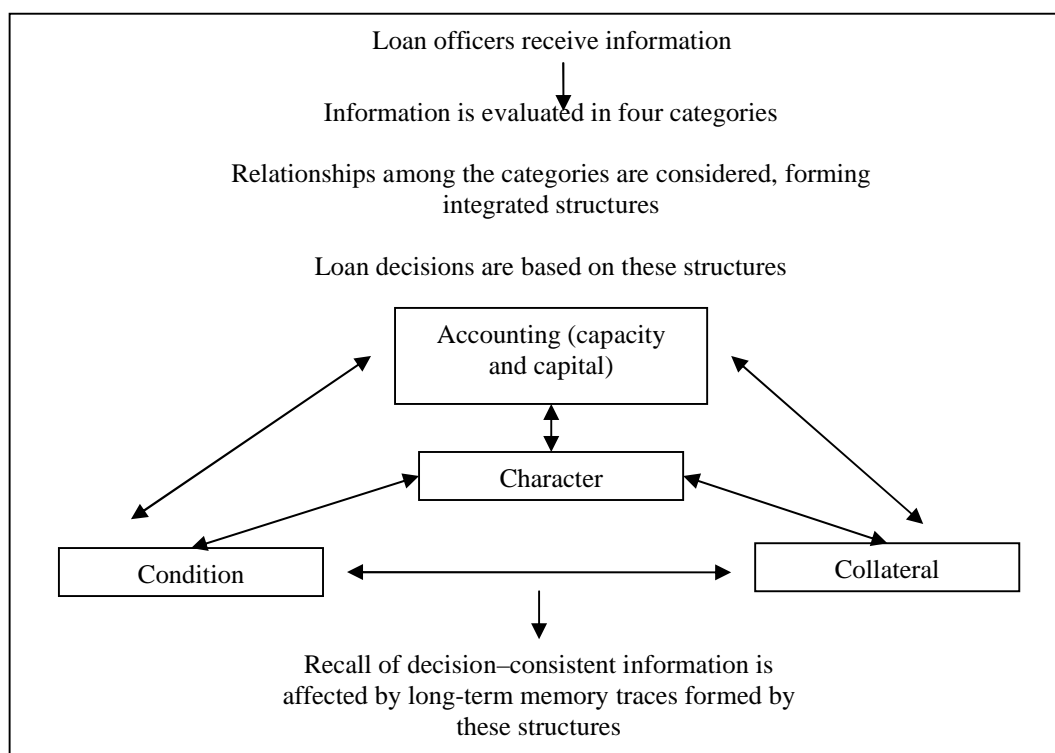 Loan officers receive information
Information is evaluated in four categories
Relationships among the categories are considered, forming
integrated structures
Loan decisions are based on these structures
Accounting (capacity
and capital)
Character
Condition
Collateral
Recall of decision–consistent information is
affected by long-term memory traces formed by
these structures